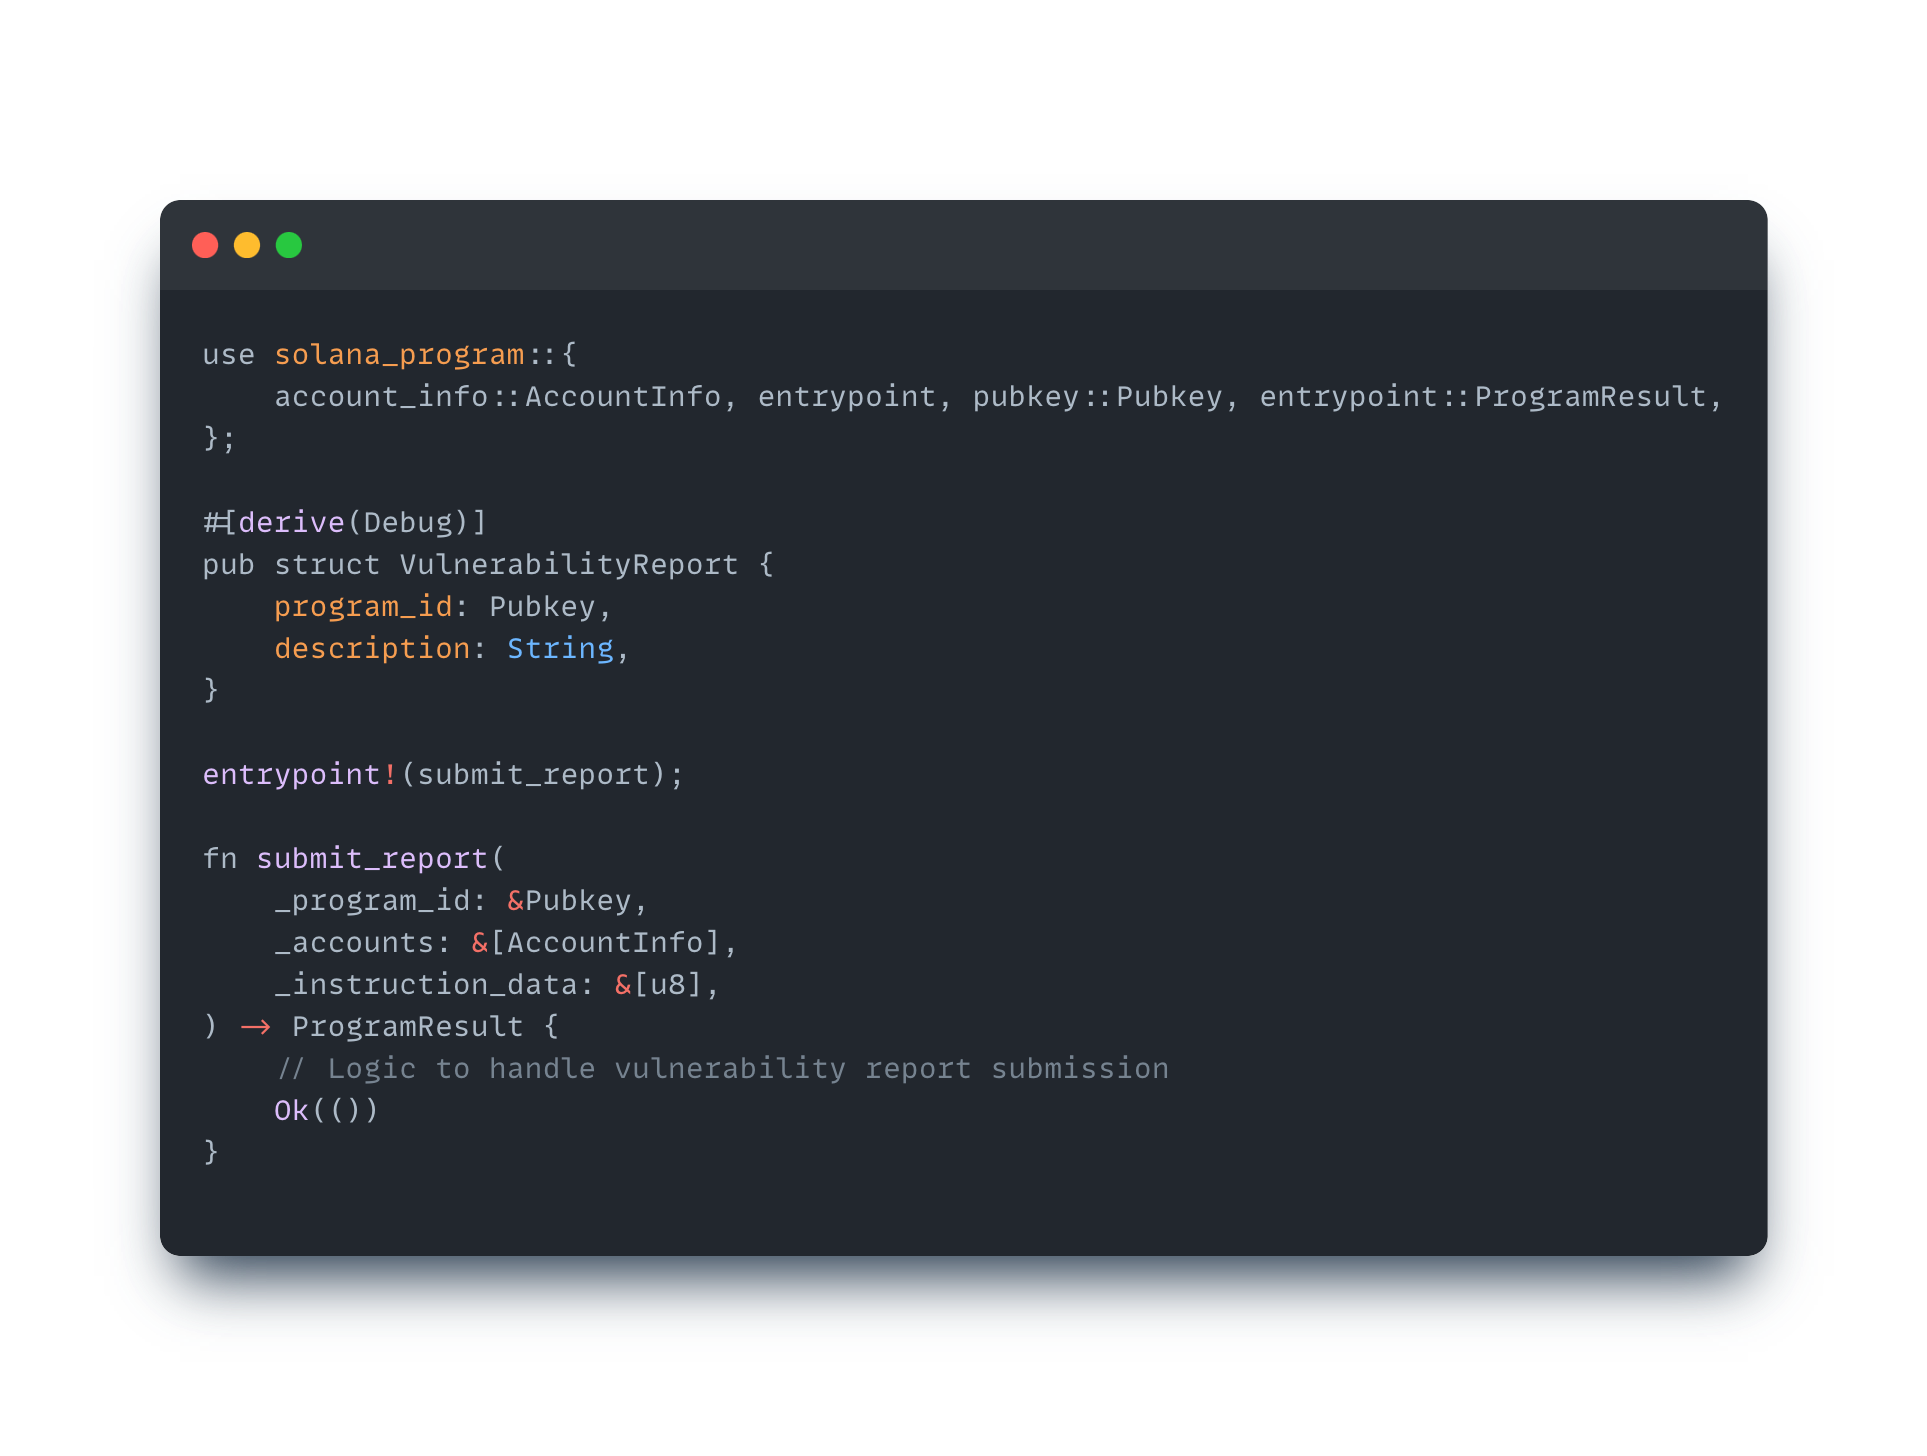 use solana_program::{
    account_info::AccountInfo, entrypoint, pubkey::Pubkey, entrypoint::ProgramResult,
};

#[derive(Debug)]
pub struct VulnerabilityReport {
    program_id: Pubkey,
    description: String,
}

entrypoint!(submit_report);

fn submit_report(
    _program_id: &Pubkey,
    _accounts: &[AccountInfo],
    _instruction_data: &[u8],
) -> ProgramResult {
    // Logic to handle vulnerability report submission
    Ok(())
}